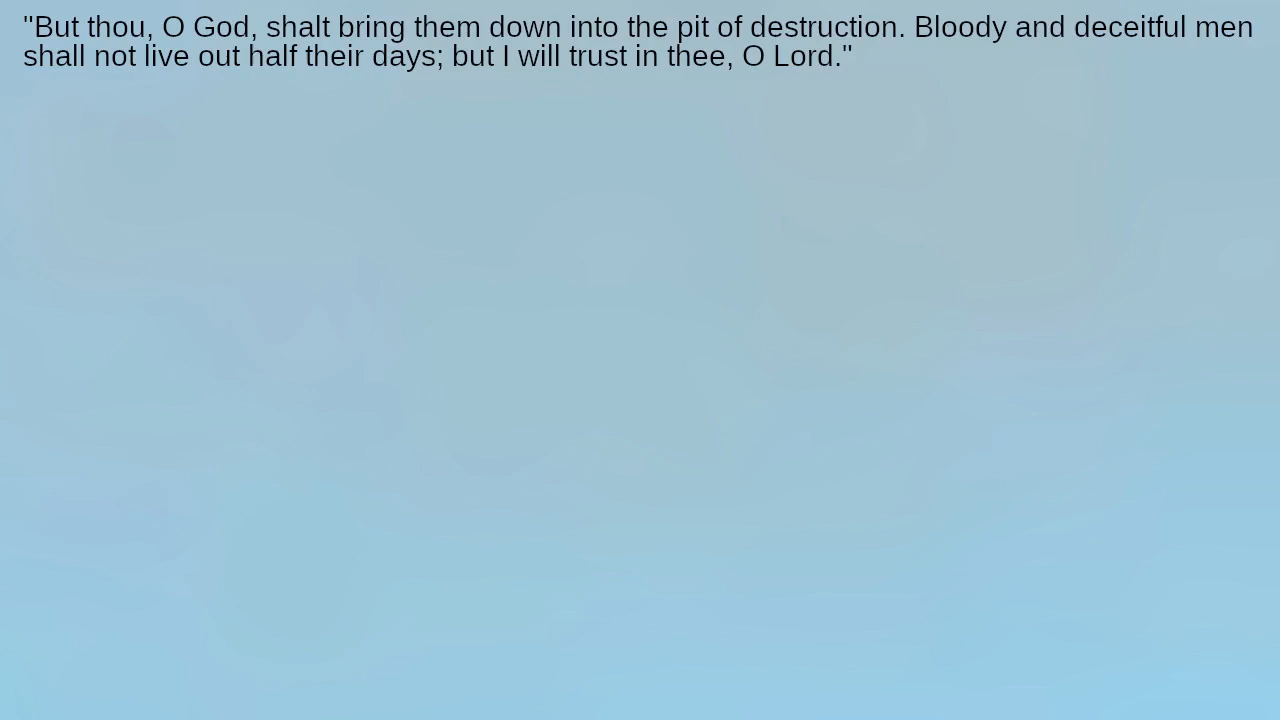 "But thou, O God, shalt bring them down into the pit of destruction. Bloody and deceitful men
shall not live out half their days; but I will trust in thee, O Lord."